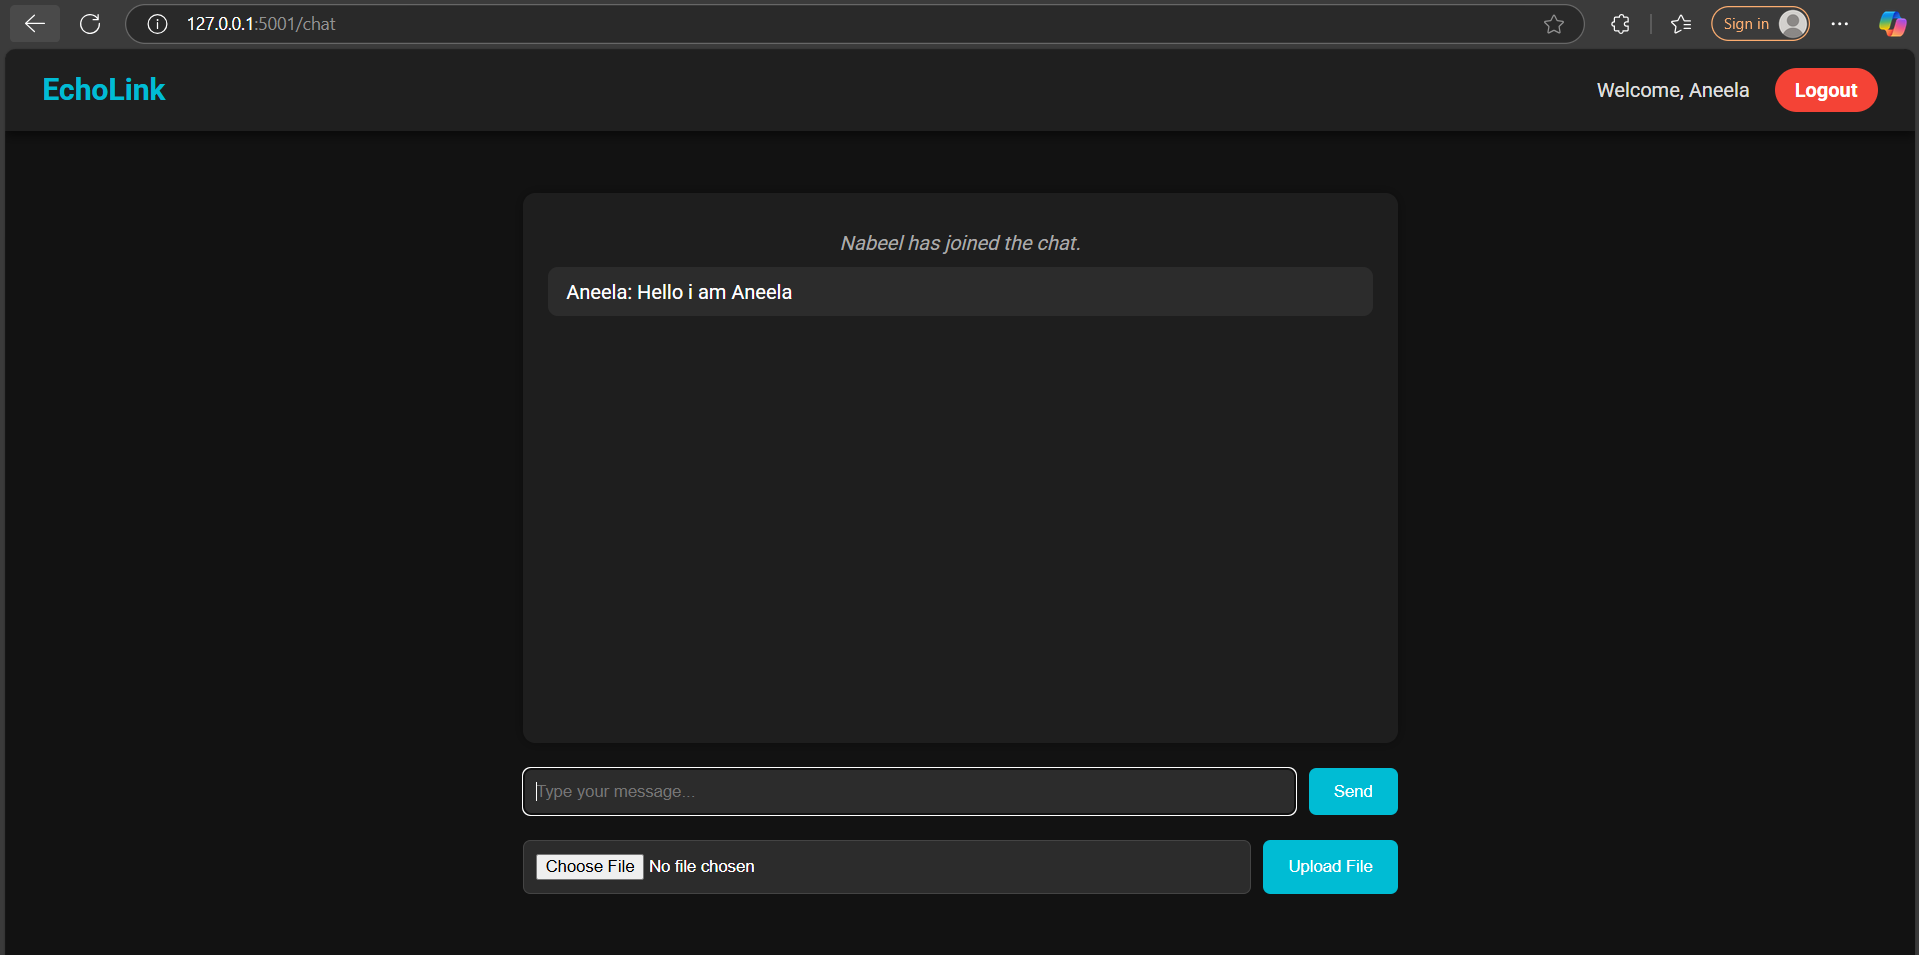 127.0.0.1:5001/chat
Sign in
EchoLink
Welcome, Aneela
Logout
Nabeel has joined the chat.
Aneela: Hello i am Aneela
Type your message...
Send
Choose File No file chosen
Upload File